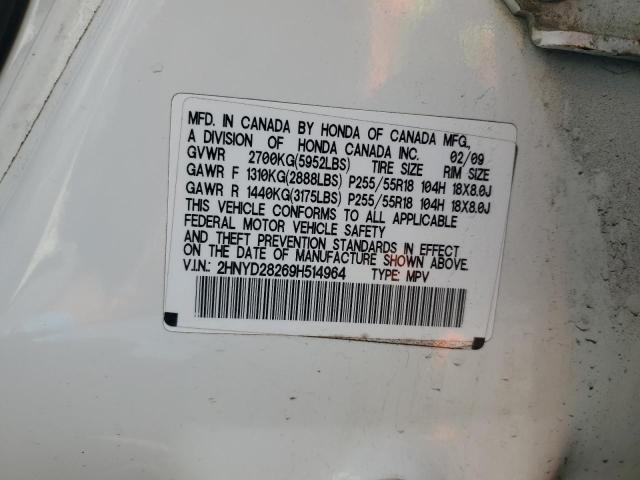 MFD. IN CANADA BY HONDA OF CANADA MFG.,
A DIVISION OF HONDA CANADA INC. 02/09
GVWR 2700KG(5952LBS) TIRE SIZE RIM SIZE
GAWR F 1310KG(2888LBS) P255/55R18 104H 18X8.0J
GAWR R 1440KG(3175LBS) P255/55R18 104H 18X8.0J
THIS VEHICLE CONFORMS TO ALL APPLICABLE
FEDERAL MOTOR VEHICLE SAFETY
AND THEFT PREVENTION STANDARDS IN EFFECT
ON THE DATE OF MANUFACTURE SHOWN ABOVE.
V.I.N.: 2HNYD28269H514964 TYPE: MPV